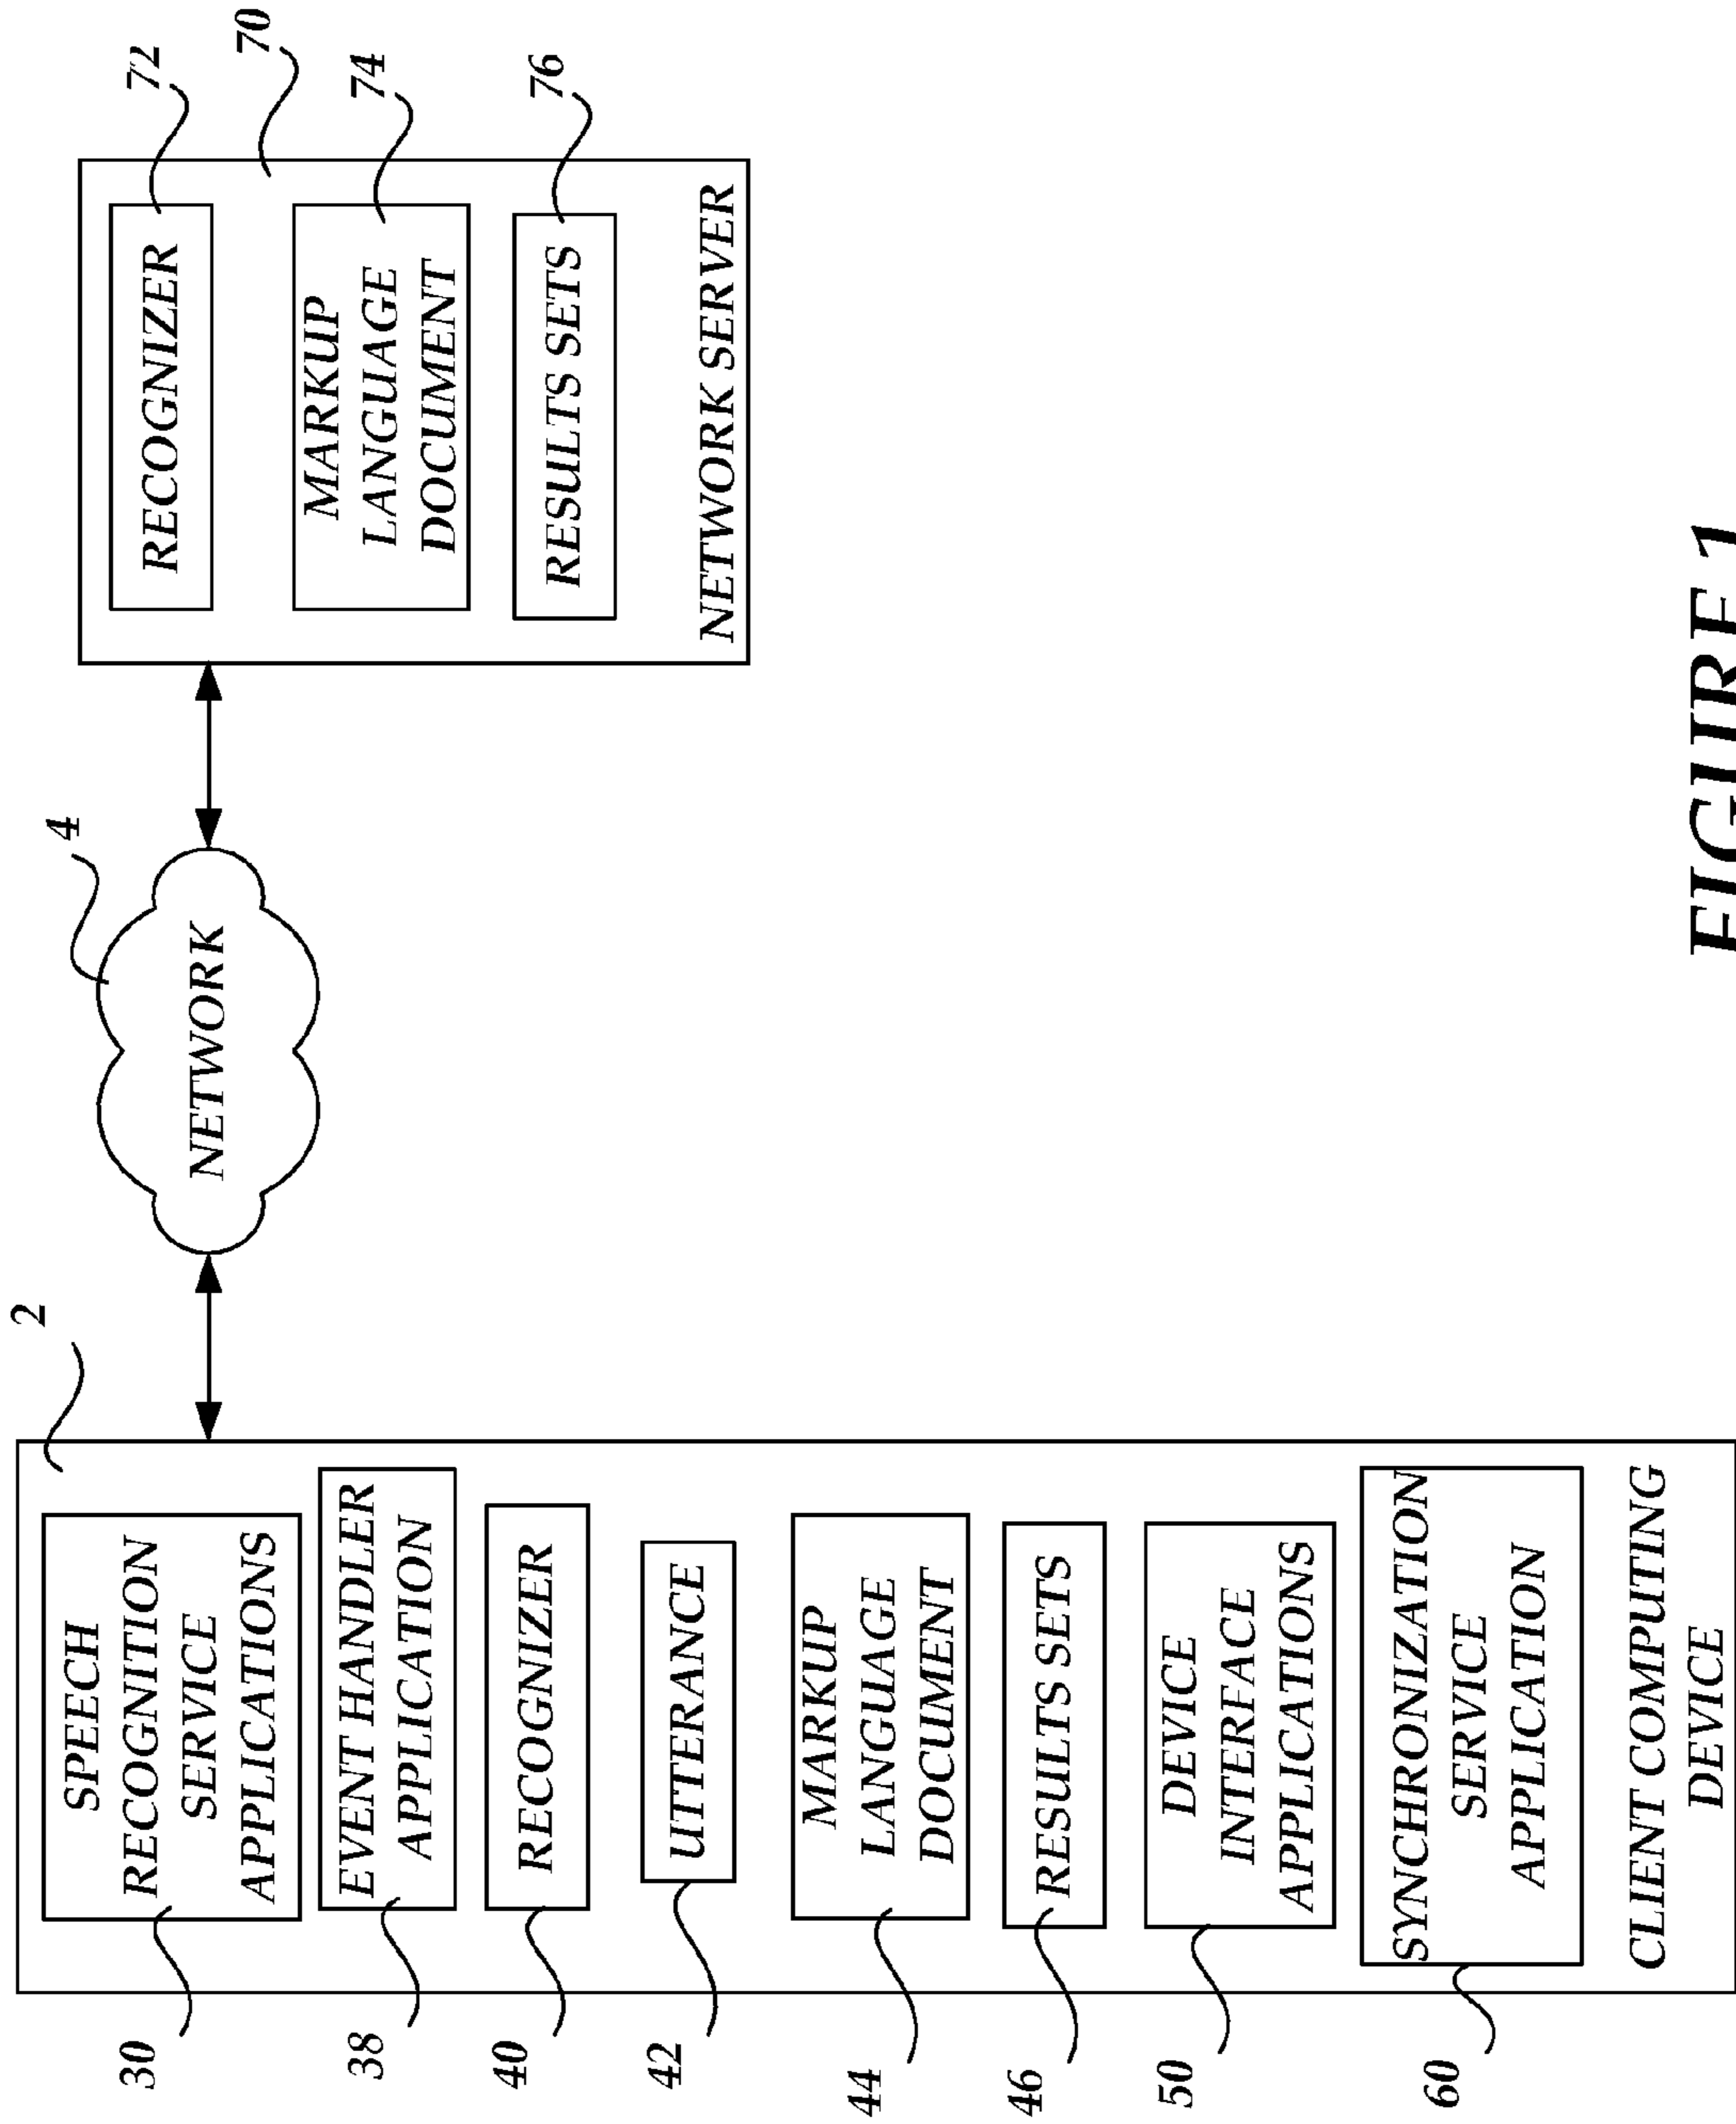 2
30
SPEECH
RECOGNITION
SERVICE
APPLICATIONS
38
EVENT HANDLER
APPLICATION
40
RECOGNIZER
42
UTTERANCE
44
MARKUP
LANGUAGE
DOCUMENT
46
RESULTS SETS
50
DEVICE
INTERFACE
APPLICATIONS
60
SYNCHRONIZATION
SERVICE
APPLICATION
CLIENT COMPUTING
DEVICE
4
NETWORK
70
72
RECOGNIZER
74
MARKUP
LANGUAGE
DOCUMENT
76
RESULTS SETS
NETWORK SERVER
FIGURE 1